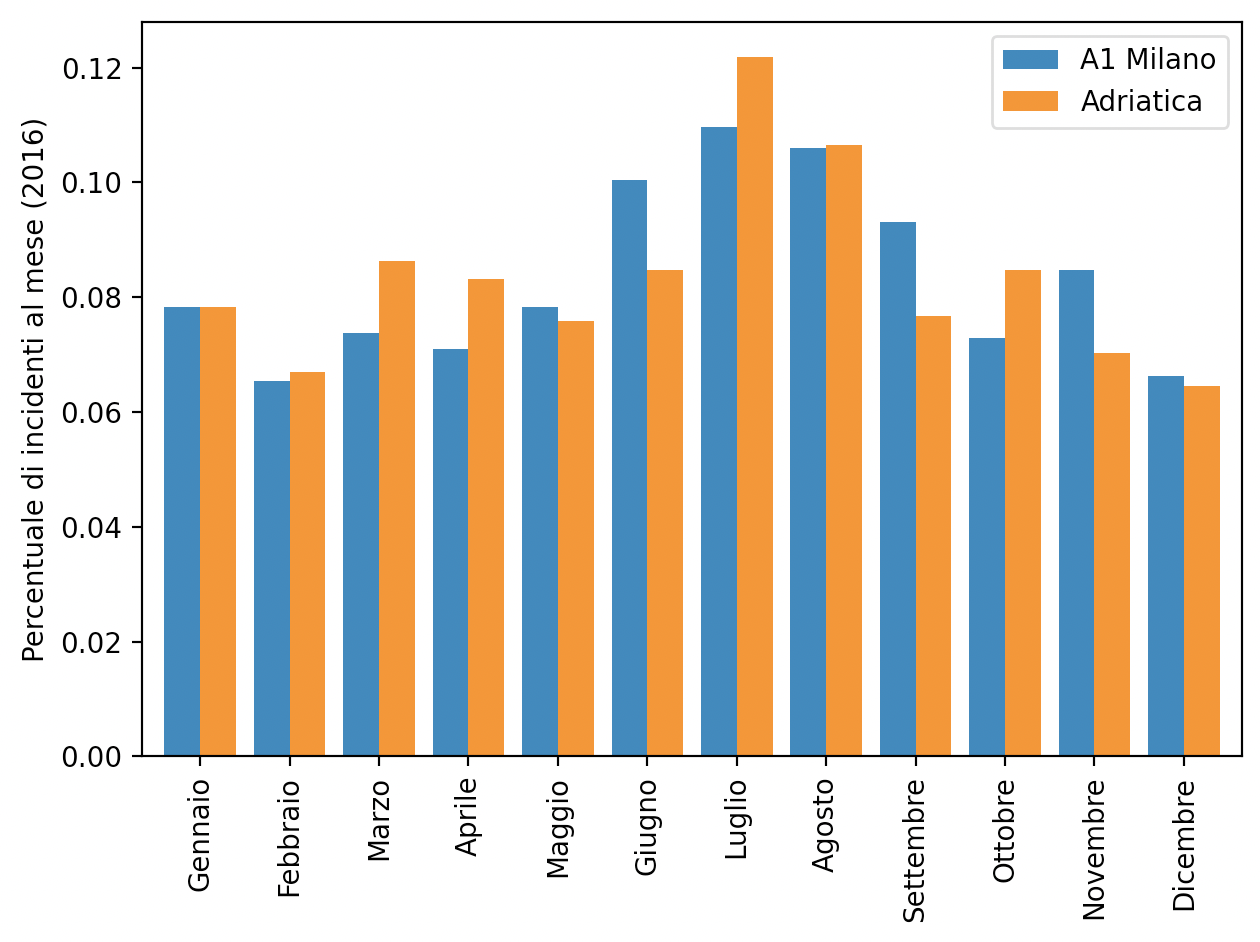 Percentuale di incidenti al mese (2016)
0.12
0.10
0.08
0.06
0.04
0.02
0.00
A1 Milano
Adriatica
Gennaio
Febbraio
Marzo
Aprile
Maggio
Giugno
Luglio
Agosto
Settembre
Ottobre
Novembre
Dicembre